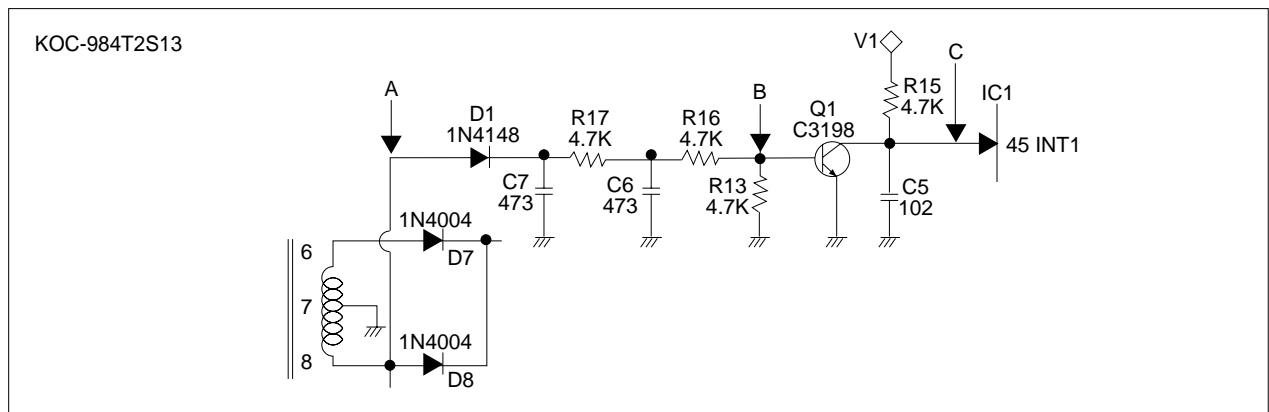 KOC-984T2S13
V1
C
A
B
R15
4.7K
IC1
D1
1N4148
R17
4.7K
R16
4.7K
Q1
C3198
45 INT1
C7
473
C6
473
R13
4.7K
C5
102
1N4004
D7
6
7
8
1N4004
D8